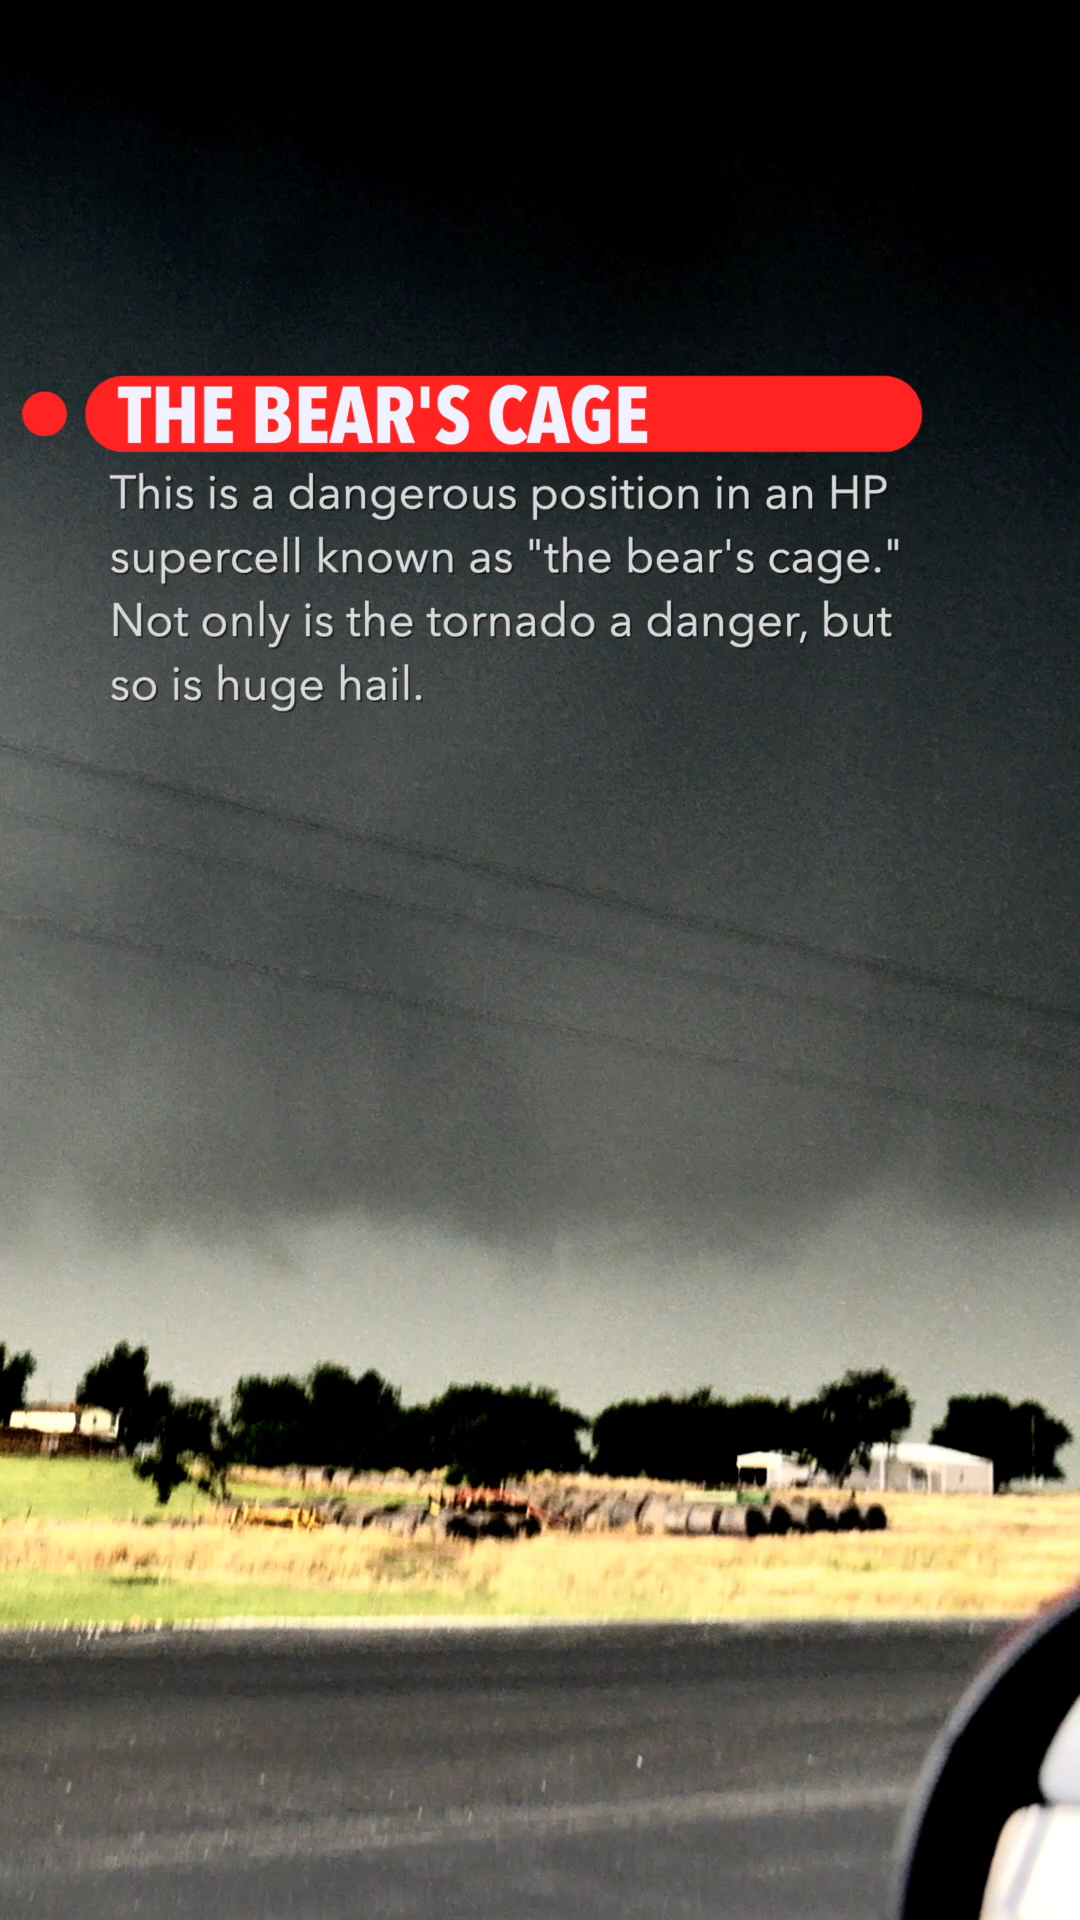 THE BEAR'S CAGE
This is a dangerous position in an HP
supercell known as "the bear's cage."
Not only is the tornado a danger, but
so is huge hail.